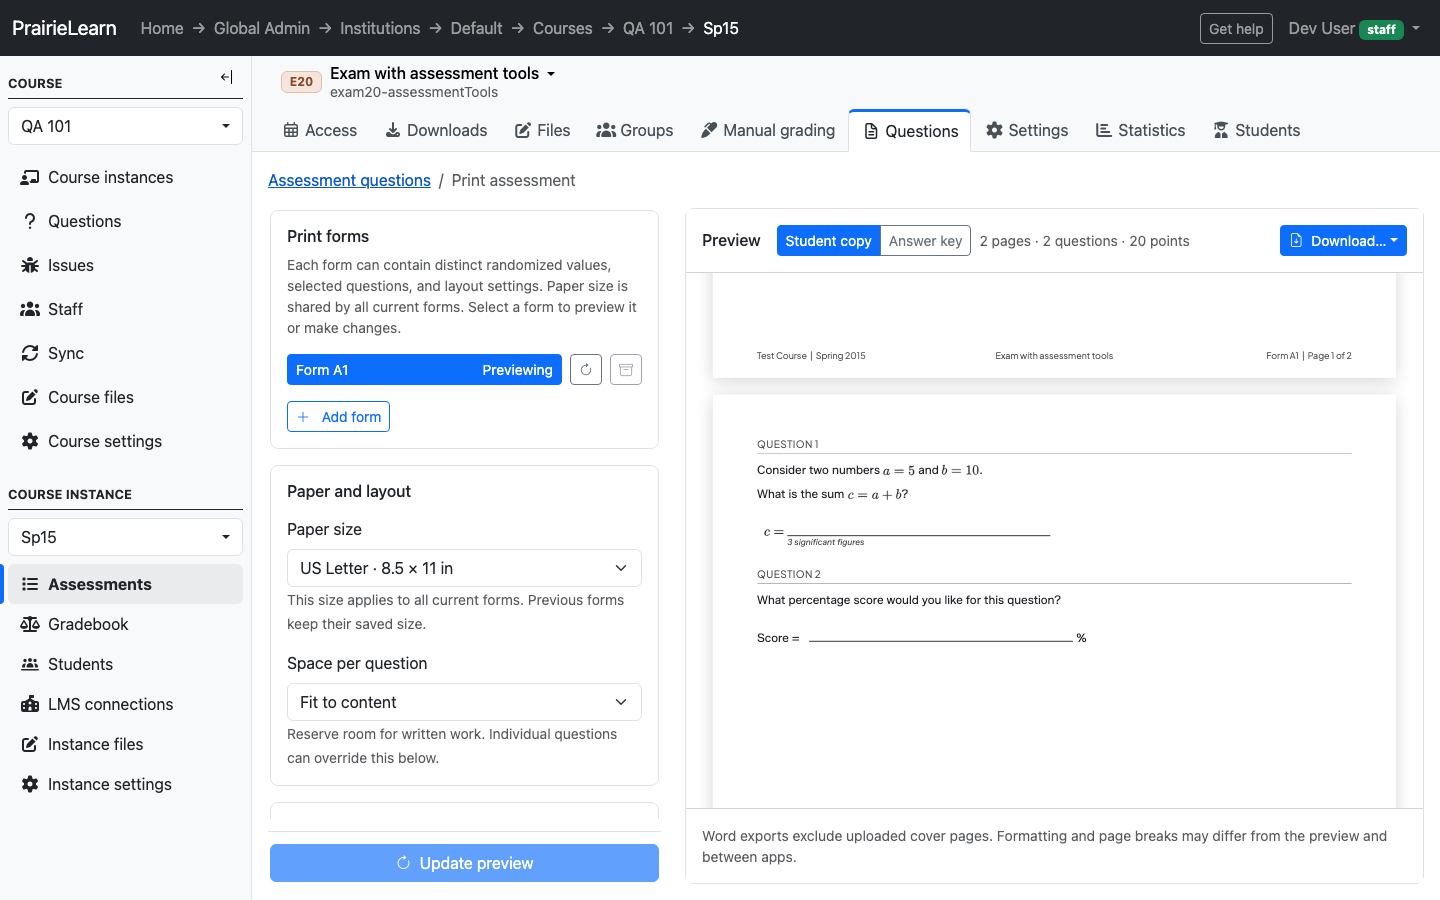 PrairieLearn Home → Global Admin → Institutions → Default → Courses → QA 101 → Sp15 Get help Dev User staff
COURSE
QA 101
Course instances
Questions
Issues
Staff
Sync
Course files
Course settings
COURSE INSTANCE
Sp15
Assessments
Gradebook
Students
LMS connections
Instance files
Instance settings
E20 Exam with assessment tools
exam20-assessmentTools
Access Downloads Files Groups Manual grading Questions Settings Statistics Students
Assessment questions / Print assessment
Print forms
Each form can contain distinct randomized values,
selected questions, and layout settings. Paper size is
shared by all current forms. Select a form to preview it
or make changes.
Form A1 Previewing
+ Add form
Paper and layout
Paper size
US Letter · 8.5 × 11 in
This size applies to all current forms. Previous forms
keep their saved size.
Space per question
Fit to content
Reserve room for written work. Individual questions
can override this below.
Update preview
Preview Student copy Answer key 2 pages · 2 questions · 20 points Download...
Test Course | Spring 2015 Exam with assessment tools Form A1 | Page 1 of 2
QUESTION 1
Consider two numbers a = 5 and b = 10.
What is the sum c = a + b?
c =
3 significant figures
QUESTION 2
What percentage score would you like for this question?
Score = %
Word exports exclude uploaded cover pages. Formatting and page breaks may differ from the preview and
between apps.